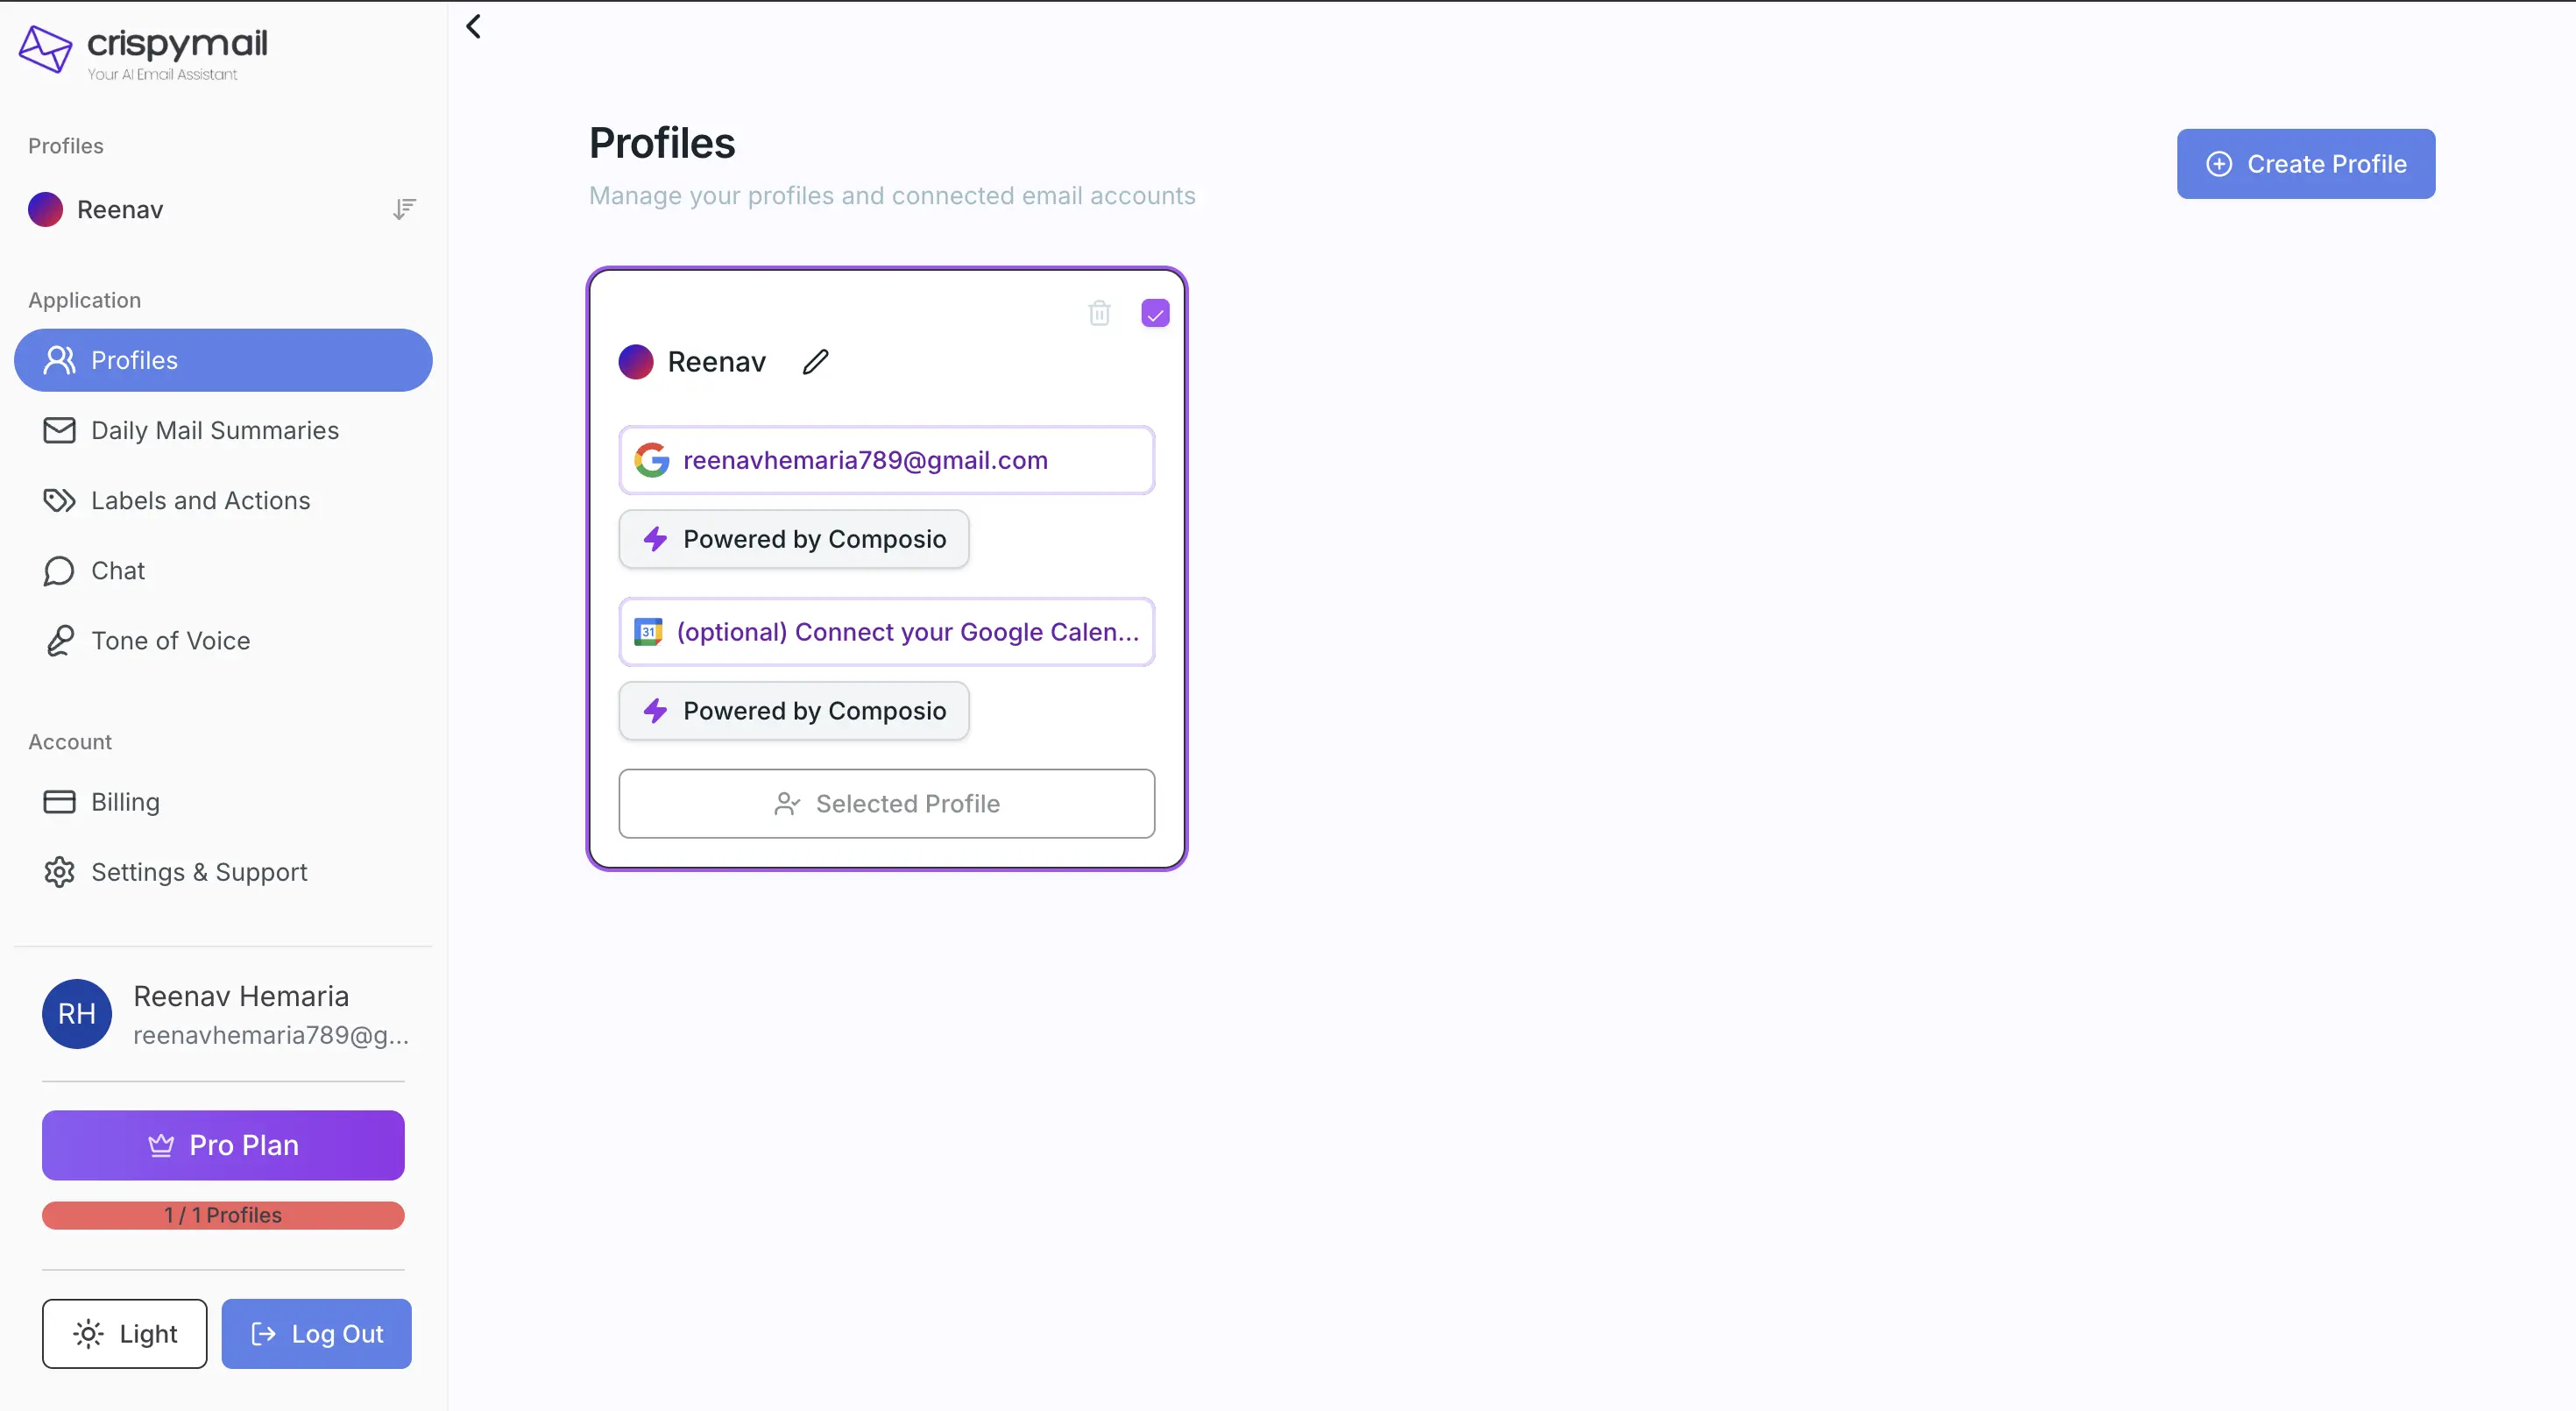 crispymail
Your AI Email Assistant
Profiles
Reenav
Application
Profiles
Daily Mail Summaries
Labels and Actions
Chat
Tone of Voice
Account
Billing
Settings & Support
RH
Reenav Hemaria
reenavhemaria789@g...
Pro Plan
1 / 1 Profiles
Light
Log Out
Profiles
Manage your profiles and connected email accounts
Create Profile
Reenav
reenavhemaria789@gmail.com
Powered by Composio
31
(optional) Connect your Google Calen...
Powered by Composio
Selected Profile